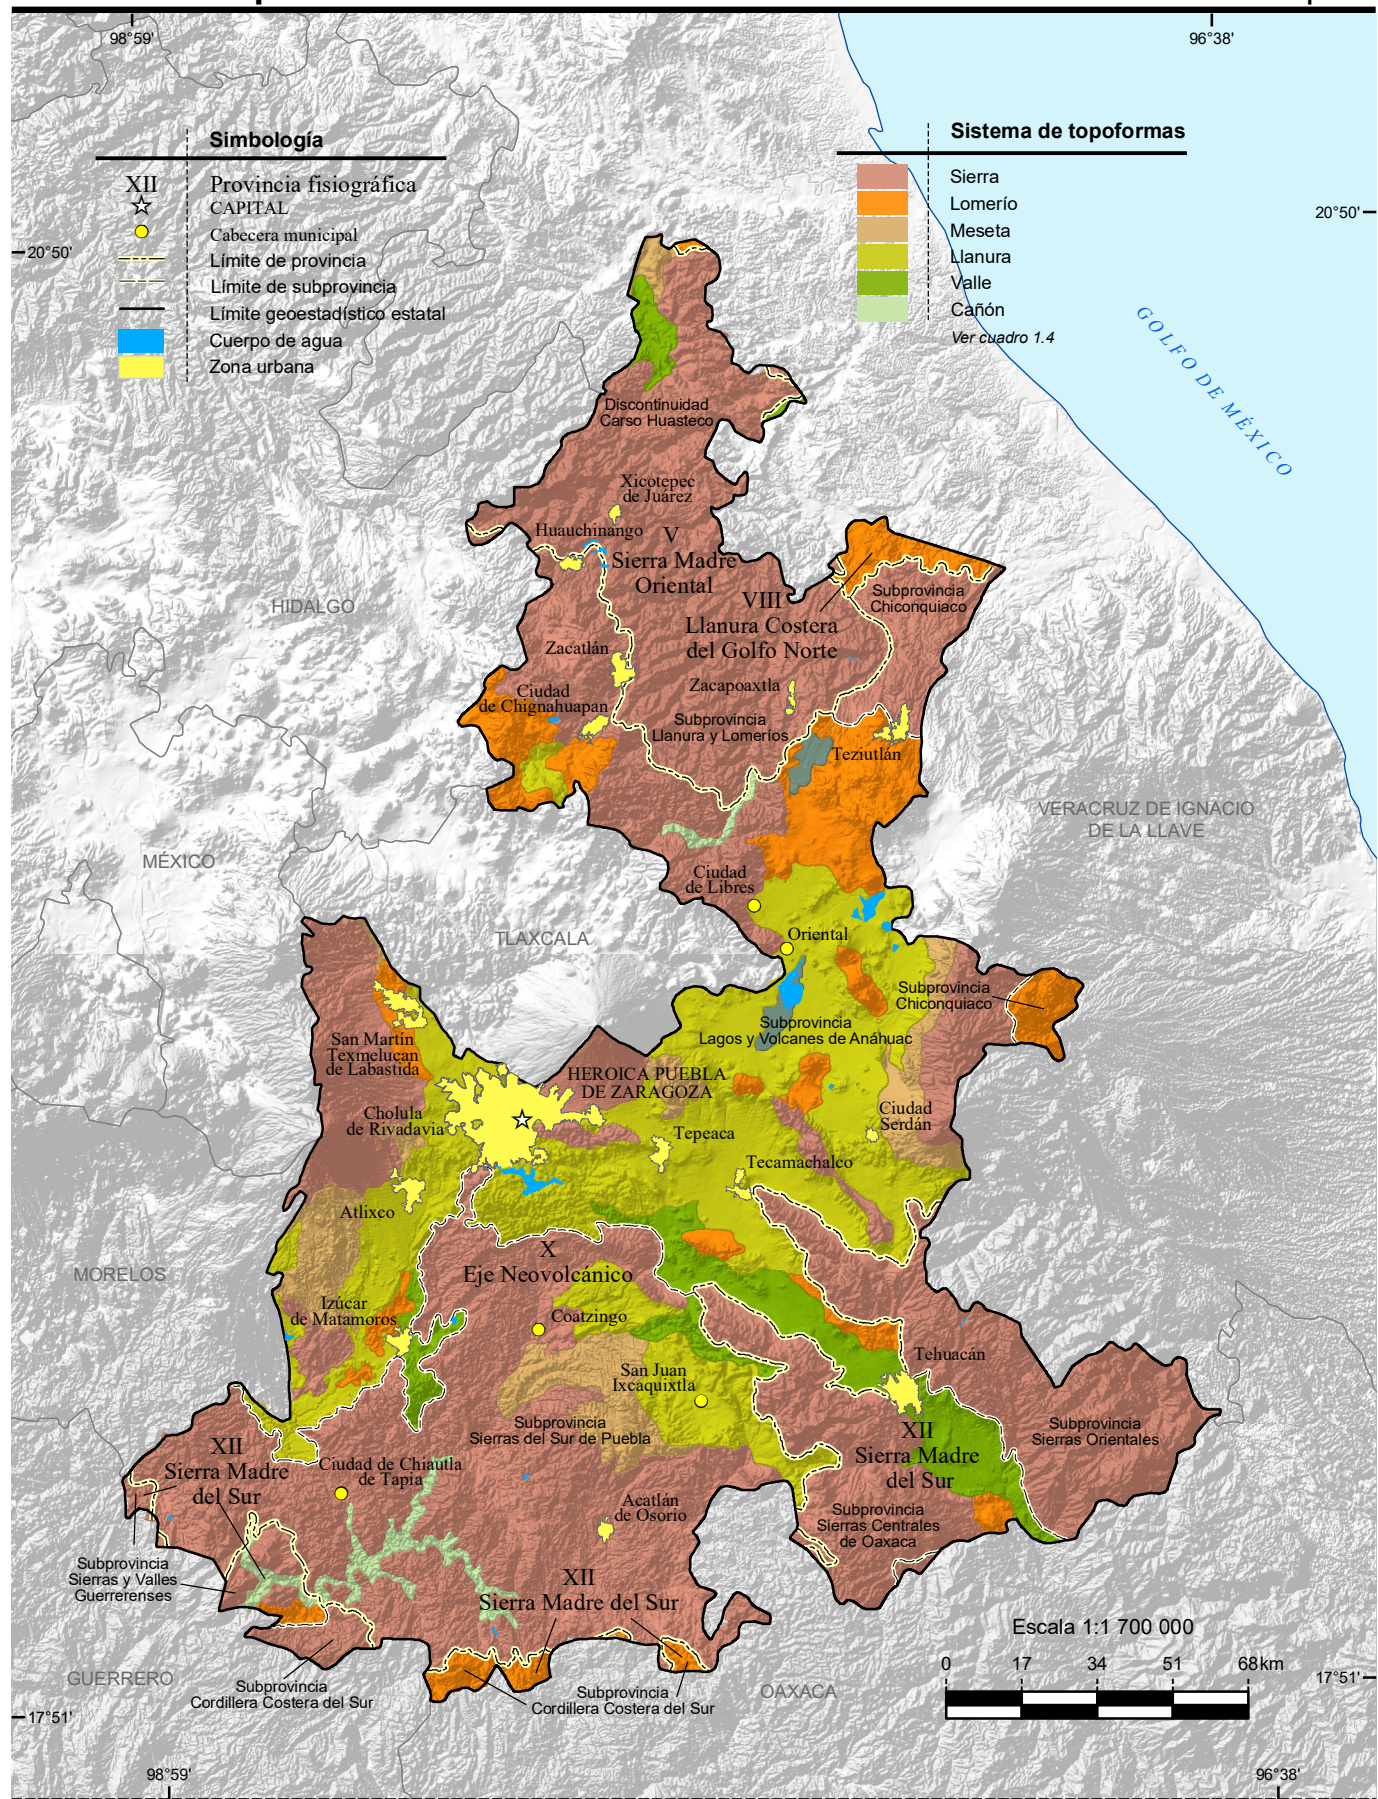 98°59'
96°38'
Simbología
XII
Provincia fisiográfica
CAPITAL
Cabecera municipal
Límite de provincia
Límite de subprovincia
Límite geoestadístico estatal
Cuerpo de agua
Zona urbana
Sistema de topoformas
Sierra
Lomerío
Meseta
Llanura
Valle
Cañón
Ver cuadro 1.4
20°50'
20°50'
GOLFO DE MÉXICO
Discontinuidad
Carso Huasteco
Xicotepec
de Juárez
Huauchinango
V
Sierra Madre
Oriental
HIDALGO
VIII
Llanura Costera
del Golfo Norte
Subprovincia
Chiconquiaco
Zacatlán
Zacapoaxtla
Ciudad
de Chignahuapan
Subprovincia
Llanura y Lomeríos
Teziutlán
VERACRUZ DE IGNACIO
DE LA LLAVE
MÉXICO
Ciudad
de Libres
TLAXCALA
Oriental
Subprovincia
Chiconquiaco
Subprovincia
Lagos y Volcanes de Anáhuac
San Martín
Texmelucan
de Labastida
HEROICA PUEBLA
DE ZARAGOZA
Cholula
de Rivadavia
Ciudad
Serdán
Tepeaca
Tecamachalco
Atlixco
MORELOS
X
Eje Neovolcánico
Izúcar
de Matamoros
Coatzingo
Tehuacán
San Juan
Ixcaquixtla
Subprovincia
Sierras del Sur de Puebla
Subprovincia
Sierras Orientales
XII
Sierra Madre
del Sur
XII
Sierra Madre
del Sur
Ciudad de Chiautla
de Tapia
Acatlán
de Osorio
Subprovincia
Sierras Centrales
de Oaxaca
Subprovincia
Sierras y Valles
Guerrerenses
XII
Sierra Madre del Sur
Escala 1:1 700 000
0 17 34 51 68 km
GUERRERO
Subprovincia
Cordillera Costera del Sur
Subprovincia
Cordillera Costera del Sur
OAXACA
17°51'
17°51'
98°59'
96°38'